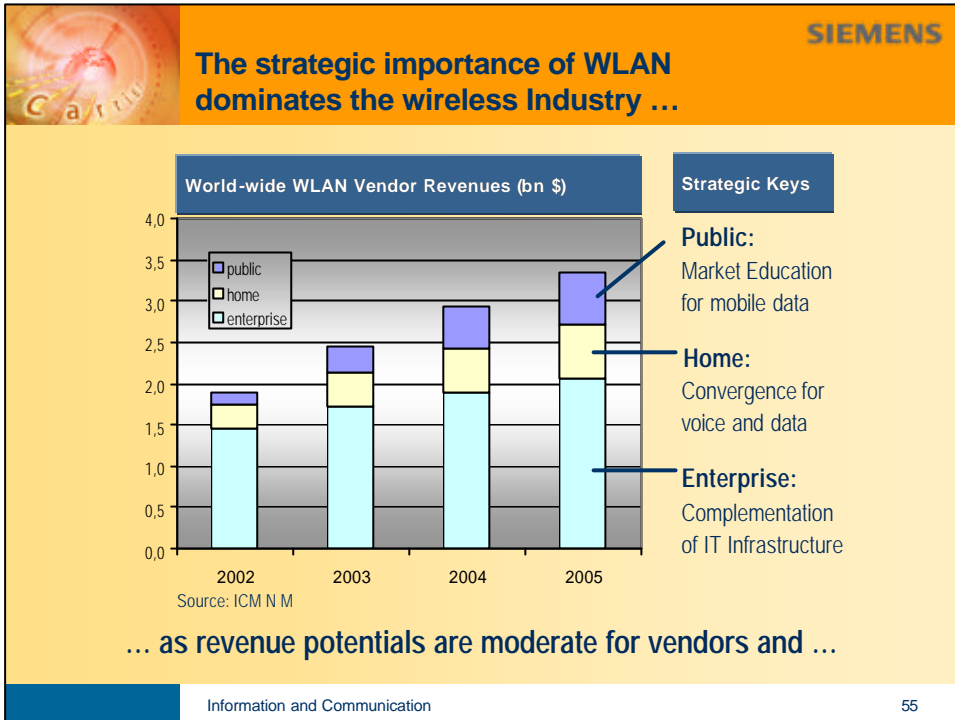 SIEMENS
Carri
The strategic importance of WLAN
dominates the wireless Industry …
World-wide WLAN Vendor Revenues (bn $)
4,0
3,5
3,0
2,5
2,0
1,5
1,0
0,5
0,0
public
home
enterprise
2002 2003 2004 2005
Source: ICM N M
Strategic Keys
Public:
Market Education
for mobile data
Home:
Convergence for
voice and data
Enterprise:
Complementation
of IT Infrastructure
… as revenue potentials are moderate for vendors and …
Information and Communication 55